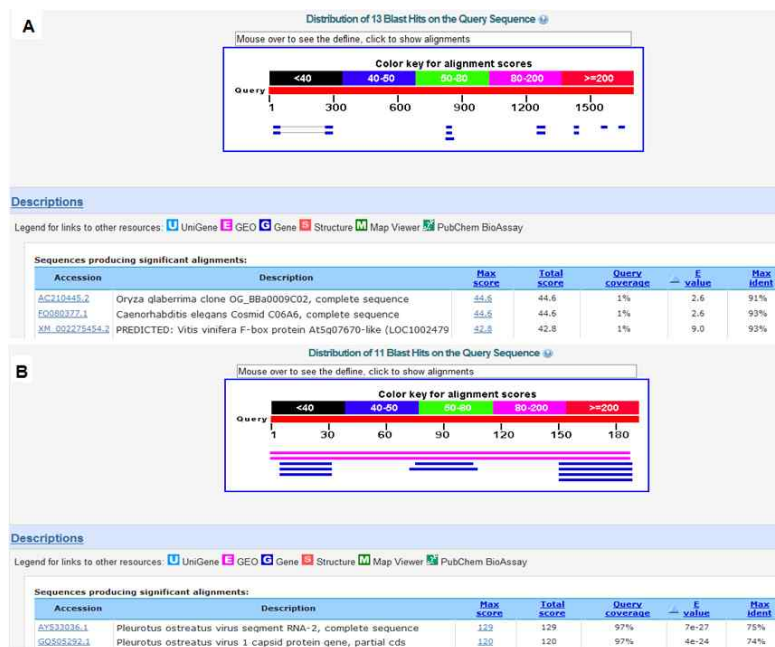 A
Distribution of 13 Blast Hits on the Query Sequence
Mouse over to see the define, click to show alignments
Color key for alignment scores
<40 40-50 50-80 80-200 >=200
Query
1 300 600 900 1200 1500
Descriptions
Legend for links to other resources: U UniGene E GEO G Gene S Structure M Map Viewer PubChem BioAssay
Sequences producing significant alignments:
Accession Description Max score Total score Query coverage E value Max ident
AC210445.2 Oryza glaberrima clone OG_BBa0009C02, complete sequence 44.6 44.6 1% 2.6 91%
FO080377.1 Caenorhabditis elegans Cosmid C06A6, complete sequence 44.6 44.6 1% 2.6 93%
XM_002275454.2 PREDICTED: Vitis vinifera F-box protein At5g07670-like (LOC1002479 42.8 42.8 1% 9.0 93%
B
Distribution of 11 Blast Hits on the Query Sequence
Mouse over to see the define, click to show alignments
Color key for alignment scores
<40 40-50 50-80 80-200 >=200
Query
1 30 60 90 120 150 180
Descriptions
Legend for links to other resources: U UniGene E GEO G Gene S Structure M Map Viewer PubChem BioAssay
Sequences producing significant alignments:
Accession Description Max score Total score Query coverage E value Max ident
AY533036.1 Pleurotus ostreatus virus segment RNA-2, complete sequence 129 129 97% 7e-27 75%
GQ505292.1 Pleurotus ostreatus virus 1 capsid protein gene, partial cds 120 120 97% 4e-24 74%